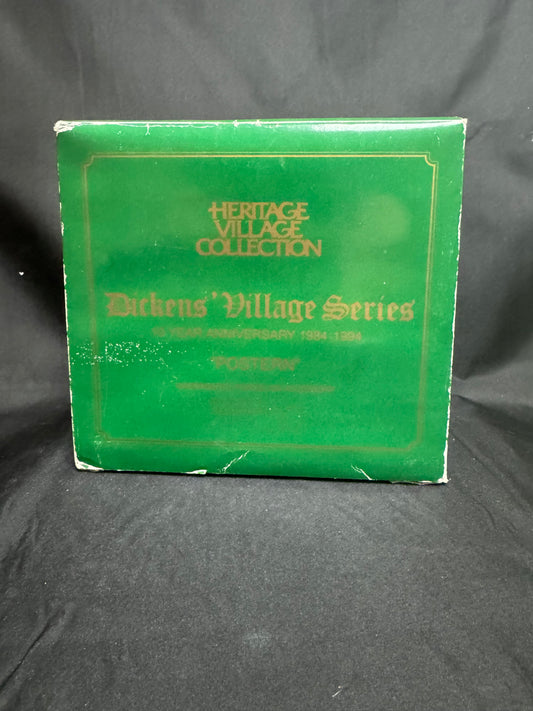 HERITAGE
VILLAGE
COLLECTION
Dickens' Village Series
10 YEAR ANNIVERSARY 1984-1994
"POSTERN"